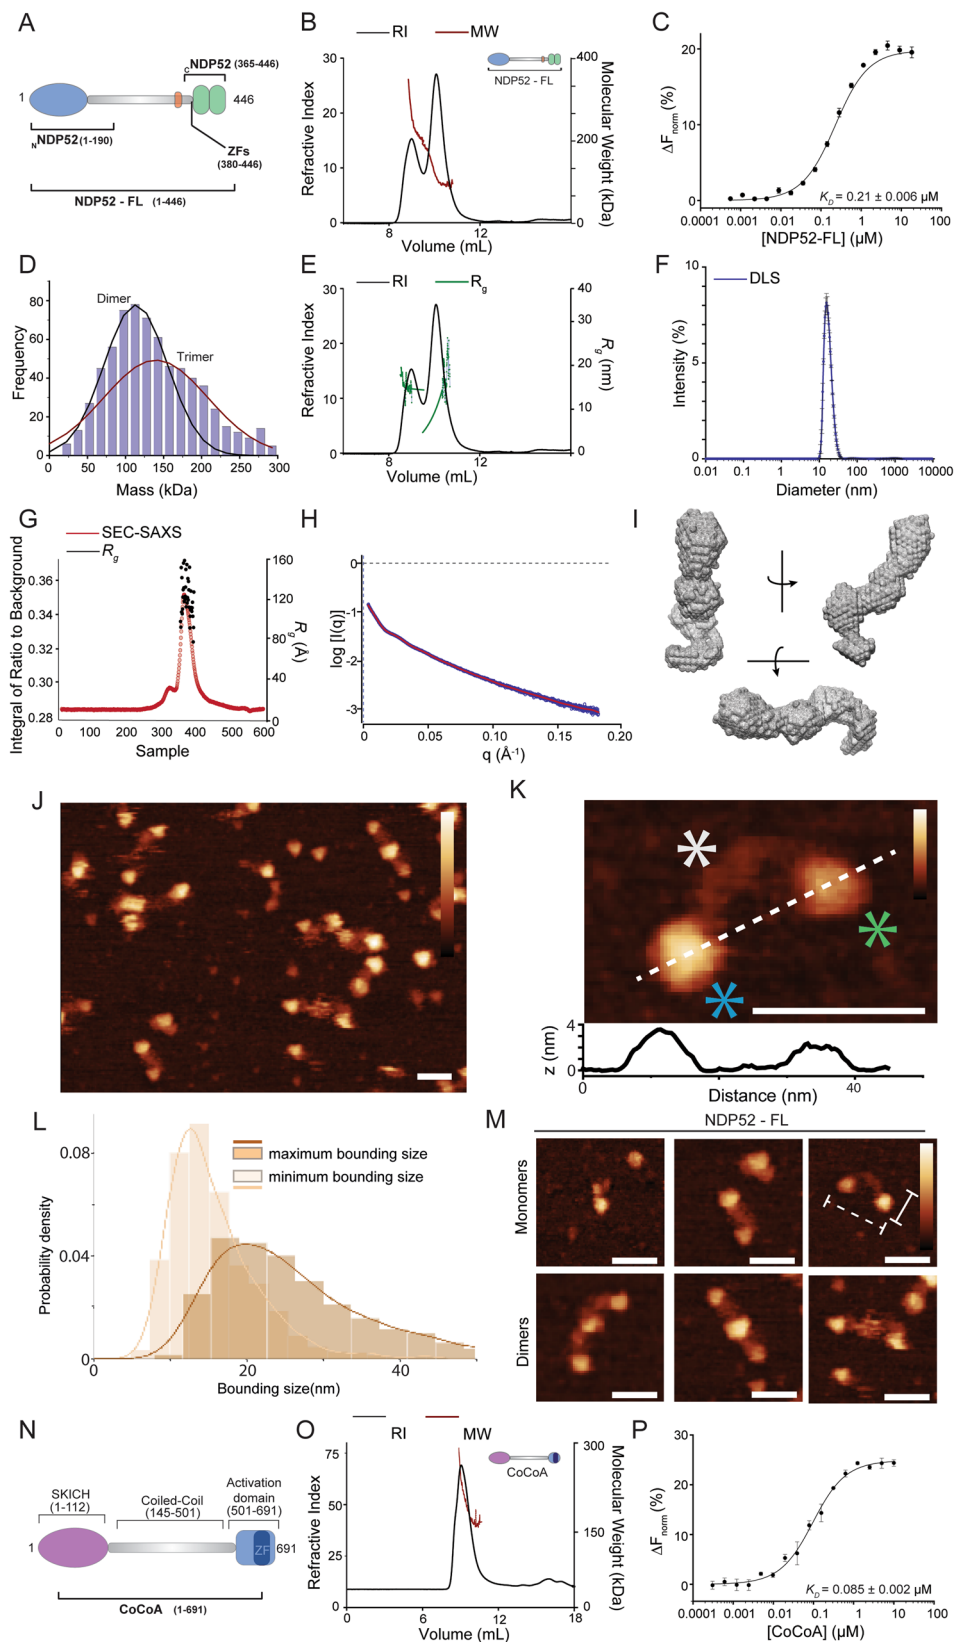 A
1
446
CNDP52 (365-446)
NNDP52(1-190)
ZFs
(380-446)
NDP52 - FL (1-446)
B
RI
MW
NDP52 - FL
Refractive Index
30
20
10
0
8
12
Volume (mL)
400
200
0
Molecular Weight (kDa)
C
ΔFnorm (%)
20
10
0
0.0001
0.01
0.1
1
10
100
[NDP52-FL] (µM)
KD = 0.21 ± 0.006 µM
D
Dimer
Trimer
Frequency
80
60
40
20
0
0
50
100
150
200
250
300
Mass (kDa)
E
RI
Rg
Refractive Index
30
20
10
0
8
12
Volume (mL)
40
30
20
10
0
Rg (nm)
F
DLS
Intensity (%)
10
8
6
4
2
0
0.01
0.1
1
10
100
1000
10000
Diameter (nm)
G
SEC-SAXS
Rg
Integral of Ratio to Background
0.36
0.34
0.32
0.30
0.28
0
100
200
300
400
500
600
Sample
160
120
80
40
0
Rg (Å)
H
log [I(q)]
0
-1
-2
-3
0
0.05
0.10
0.15
0.20
q (Å-1)
I
J
K
z (nm)
4
0
0
40
Distance (nm)
L
maximum bounding size
minimum bounding size
Probability density
0.08
0.04
0
0
20
40
Bounding size(nm)
M
NDP52 - FL
Monomers
Dimers
N
SKICH
(1-112)
Coiled-Coil
(145-501)
Activation
domain
(501-691)
1
ZF
691
CoCoA (1-691)
O
RI
MW
CoCoA
Refractive Index
75
50
25
0
0
6
12
18
Volume (mL)
300
150
0
Molecular Weight (kDa)
P
ΔFnorm (%)
30
20
10
0
0.0001
0.001
0.01
0.1
1
10
100
[CoCoA] (µM)
KD = 0.085 ± 0.002 µM